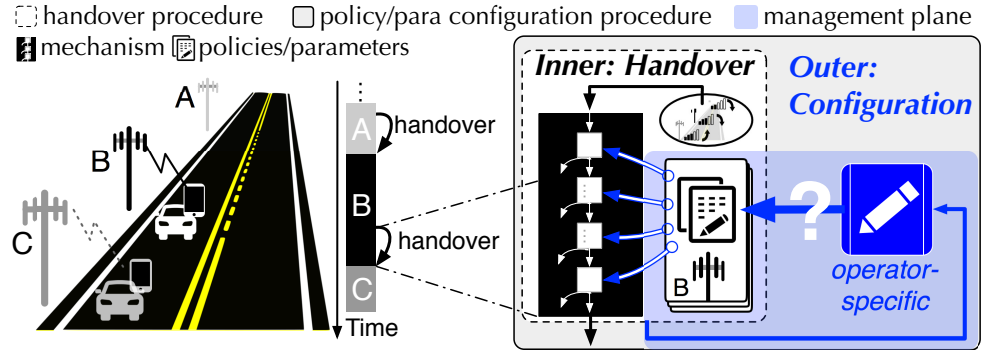 handover procedure policy/para configuration procedure management plane
mechanism policies/parameters
Inner: Handover
Outer:
Configuration
A
B
C
A
handover
B
handover
C
Time
B
?
operator-
specific